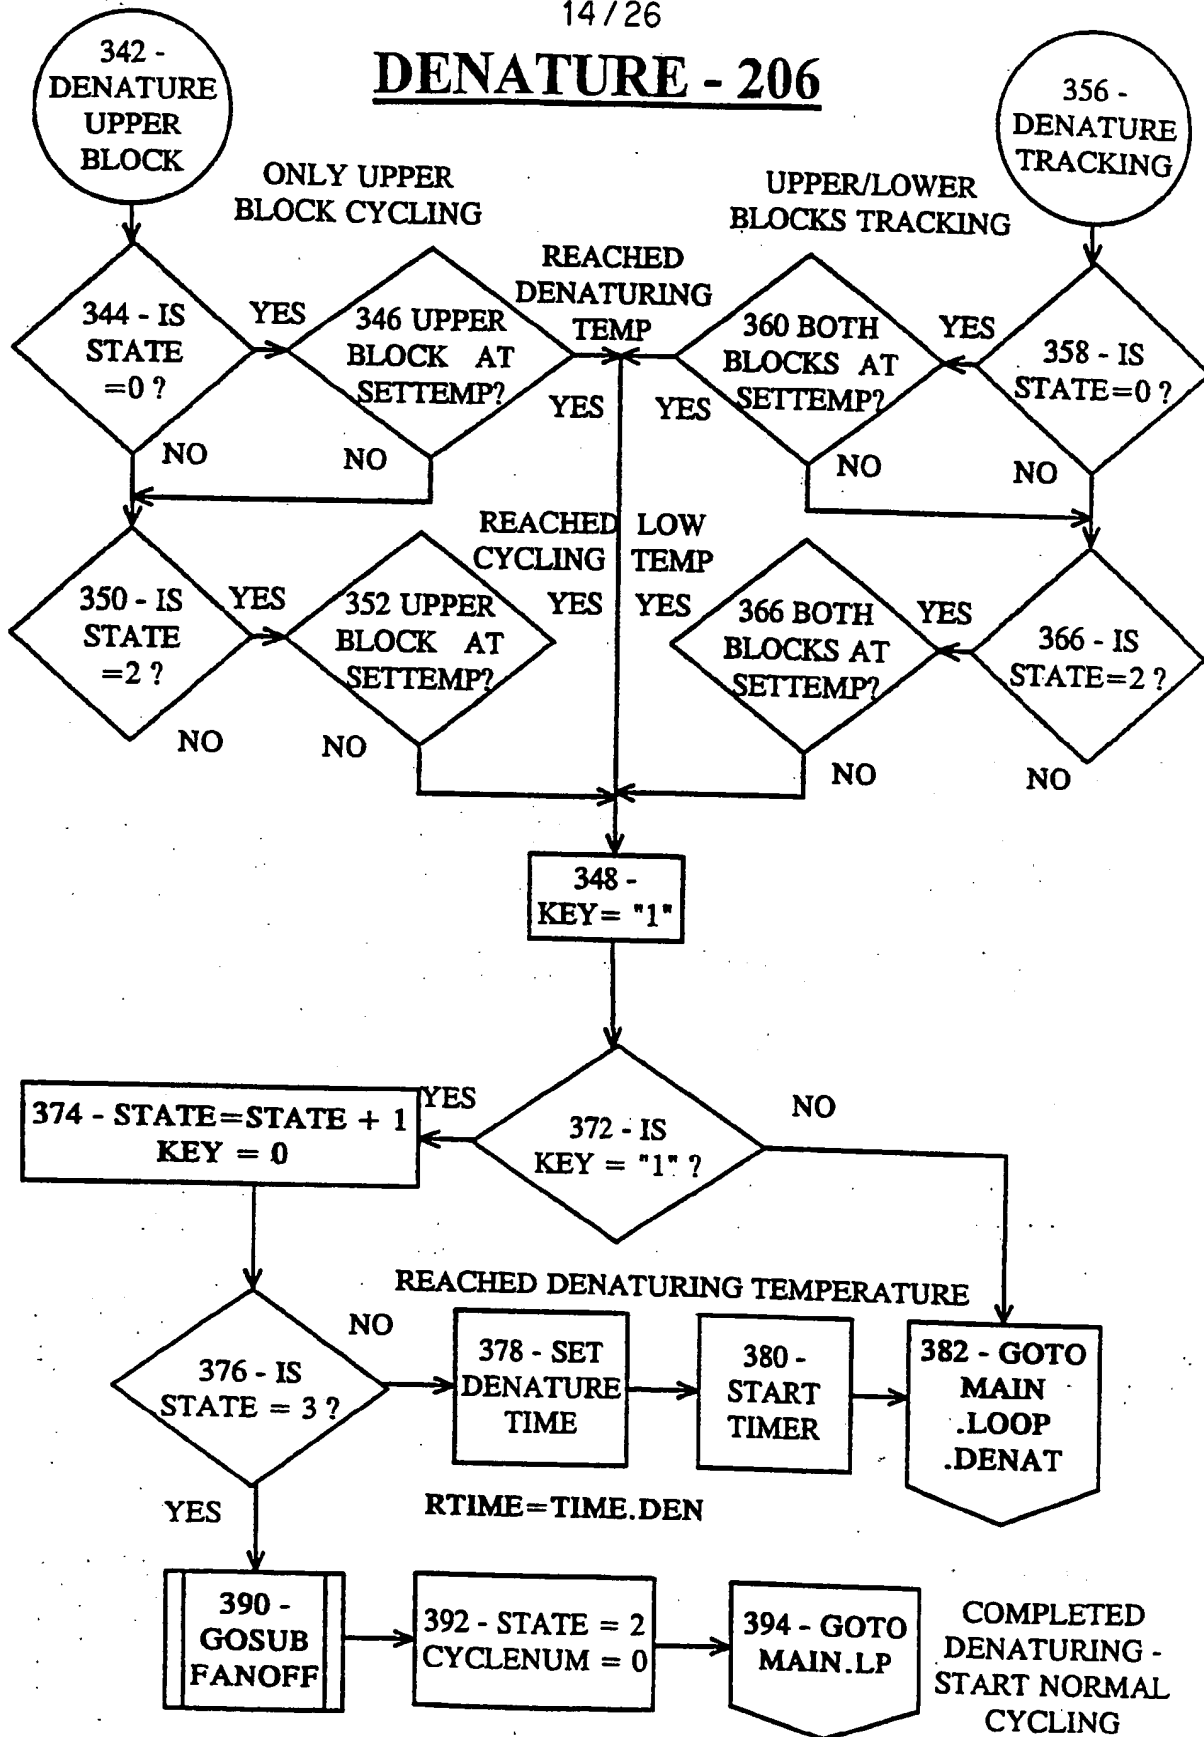 14/26
DENATURE - 206
342 -
DENATURE
UPPER
BLOCK
356 -
DENATURE
TRACKING
ONLY UPPER
BLOCK CYCLING
UPPER/LOWER
BLOCKS TRACKING
REACHED
DENATURING
TEMP
344 - IS
STATE
=0 ?
YES
346 UPPER
BLOCK AT
SETTEMP?
YES
YES
360 BOTH
BLOCKS AT
SETTEMP?
YES
358 - IS
STATE=0 ?
NO
NO
NO
NO
REACHED LOW
CYCLING TEMP
350 - IS
STATE
=2 ?
YES
352 UPPER
BLOCK AT
SETTEMP?
YES
YES
366 BOTH
BLOCKS AT
SETTEMP?
YES
366 - IS
STATE=2 ?
NO
NO
NO
NO
348 -
KEY= "1"
374 - STATE=STATE + 1
KEY = 0
YES
372 - IS
KEY = "1" ?
NO
REACHED DENATURING TEMPERATURE
376 - IS
STATE = 3 ?
NO
378 - SET
DENATURE
TIME
380 -
START
TIMER
382 - GOTO
MAIN
.LOOP
.DENAT
YES
RTIME=TIME.DEN
390 -
GOSUB
FANOFF
392 - STATE = 2
CYCLENUM = 0
394 - GOTO
MAIN.LP
COMPLETED
DENATURING -
START NORMAL
CYCLING